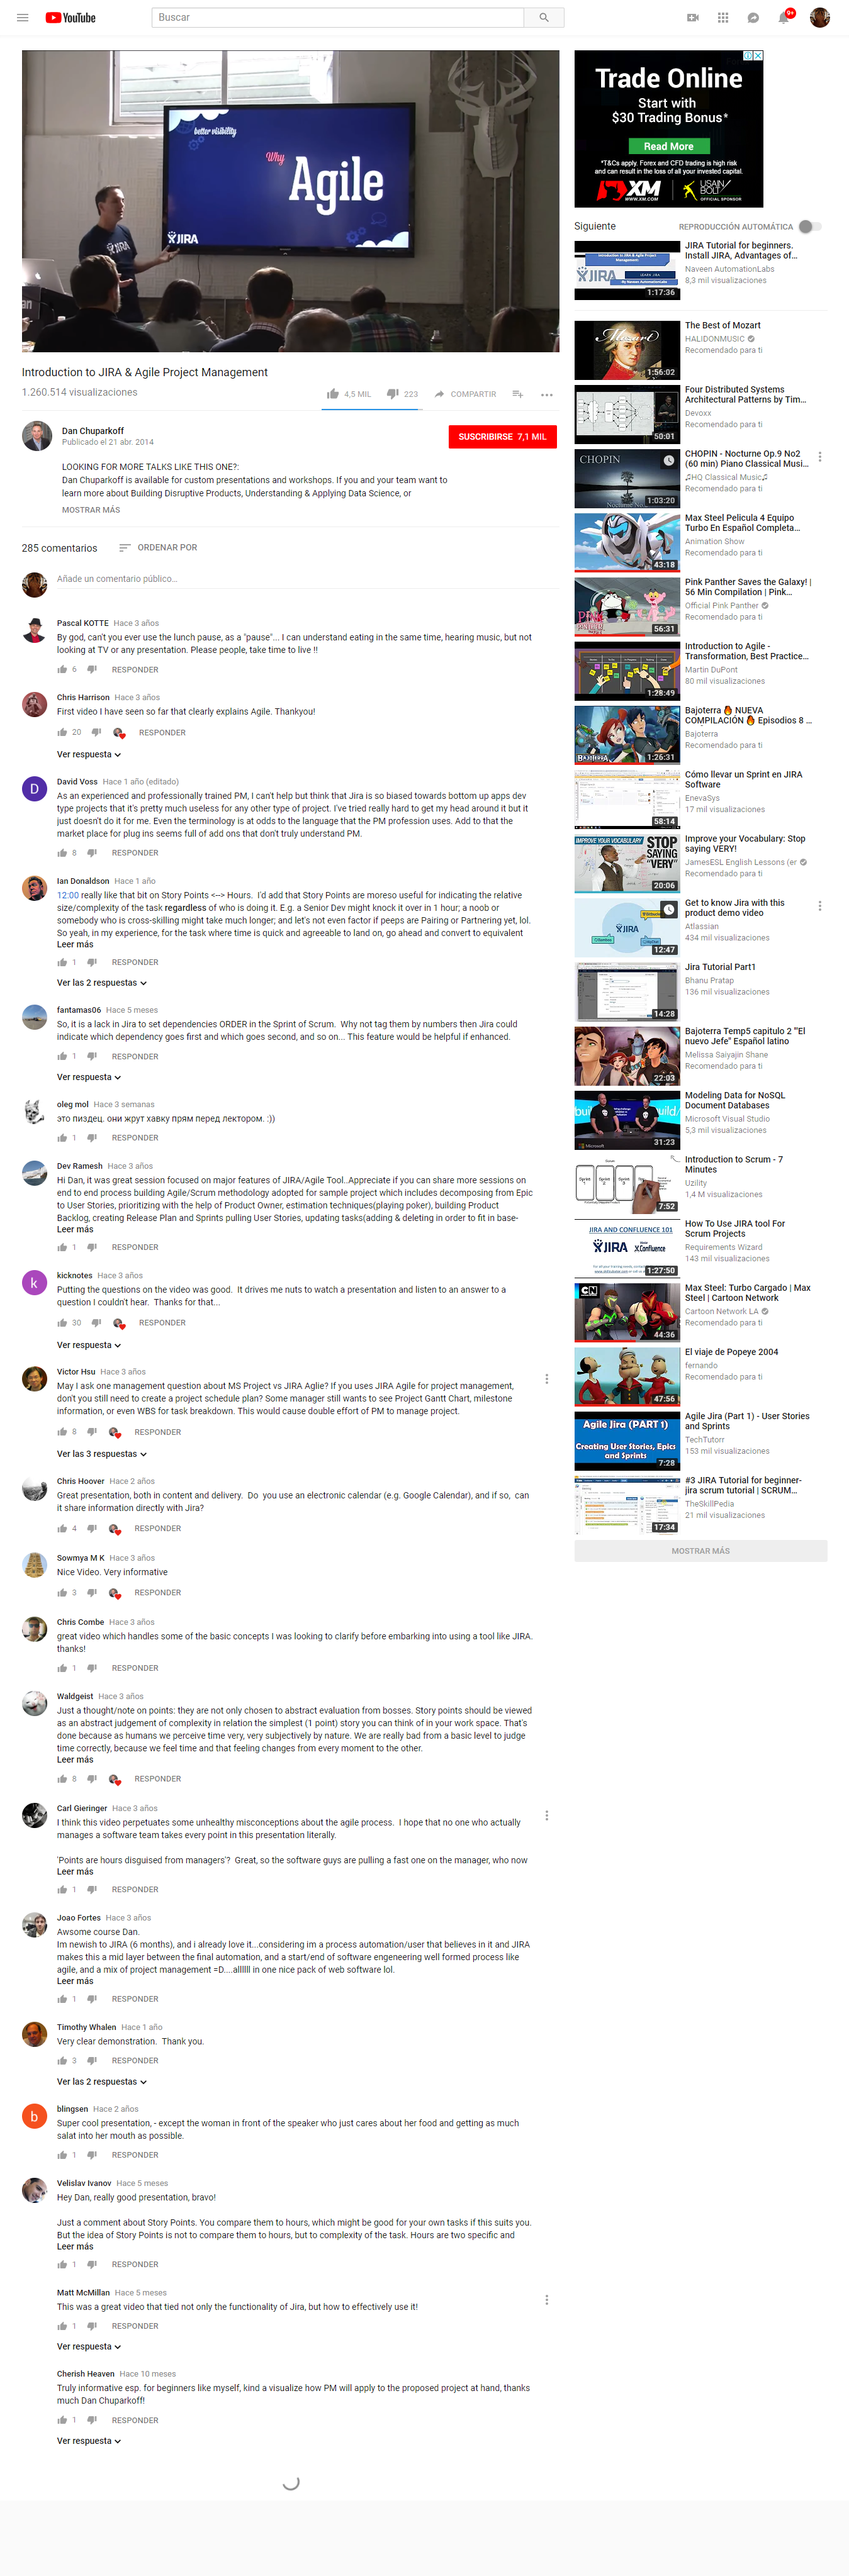 YouTube
Buscar
9+
better visibility
Why
Agile
JIRA
JIRA
Introduction to JIRA & Agile Project Management
1.260.514 visualizaciones
4,5 MIL
223
COMPARTIR
Dan Chuparkoff
Publicado el 21 abr. 2014
SUSCRIBIRSE 7,1 MIL
LOOKING FOR MORE TALKS LIKE THIS ONE?:
Dan Chuparkoff is available for custom presentations and workshops. If you and your team want to
learn more about Building Disruptive Products, Understanding & Applying Data Science, or
MOSTRAR MÁS
285 comentarios
ORDENAR POR
Añade un comentario público...
Pascal KOTTE Hace 3 años
By god, can't you ever use the lunch pause, as a "pause"... I can understand eating in the same time, hearing music, but not
looking at TV or any presentation. Please people, take time to live !!
6 RESPONDER
Chris Harrison Hace 3 años
First video I have seen so far that clearly explains Agile. Thankyou!
20 RESPONDER
Ver respuesta
D
David Voss Hace 1 año (editado)
As an experienced and professionally trained PM, I can't help but think that Jira is so biased towards bottom up apps dev
type projects that it's pretty much useless for any other type of project. I've tried really hard to get my head around it but it
just doesn't do it for me. Even the terminology is at odds to the language that the PM profession uses. Add to that the
market place for plug ins seems full of add ons that don't truly understand PM.
8 RESPONDER
Ian Donaldson Hace 1 año
12:00 really like that bit on Story Points <--> Hours.  I'd add that Story Points are moreso useful for indicating the relative
size/complexity of the task regardless of who is doing it. E.g. a Senior Dev might knock it over in 1 hour; a noob or
somebody who is cross-skilling might take much longer; and let's not even factor if peeps are Pairing or Partnering yet, lol.
So yeah, in my experience, for the task where time is quick and agreeable to land on, go ahead and convert to equivalent
Leer más
1 RESPONDER
Ver las 2 respuestas
fantamas06 Hace 5 meses
So, it is a lack in Jira to set dependencies ORDER in the Sprint of Scrum.  Why not tag them by numbers then Jira could
indicate which dependency goes first and which goes second, and so on... This feature would be helpful if enhanced.
1 RESPONDER
Ver respuesta
oleg mol Hace 3 semanas
это пиздец. они жрут хавку прям перед лектором. :))
1 RESPONDER
Dev Ramesh Hace 3 años
Hi Dan, it was great session focused on major features of JIRA/Agile Tool..Appreciate if you can share more sessions on
end to end process building Agile/Scrum methodology adopted for sample project which includes decomposing from Epic
to User Stories, prioritizing with the help of Product Owner, estimation techniques(playing poker), building Product
Backlog, creating Release Plan and Sprints pulling User Stories, updating tasks(adding & deleting in order to fit in base-
Leer más
1 RESPONDER
k
kicknotes Hace 3 años
Putting the questions on the video was good.  It drives me nuts to watch a presentation and listen to an answer to a
question I couldn't hear.  Thanks for that...
30 RESPONDER
Ver respuesta
Victor Hsu Hace 3 años
May I ask one management question about MS Project vs JIRA Aglie? If you uses JIRA Agile for project management,
don't you still need to create a project schedule plan? Some manager still wants to see Project Gantt Chart, milestone
information, or even WBS for task breakdown. This would cause double effort of PM to manage project.
8 RESPONDER
Ver las 3 respuestas
Chris Hoover Hace 2 años
Great presentation, both in content and delivery.  Do  you use an electronic calendar (e.g. Google Calendar), and if so,  can
it share information directly with Jira?
4 RESPONDER
Sowmya M K Hace 3 años
Nice Video. Very informative
3 RESPONDER
Chris Combe Hace 3 años
great video which handles some of the basic concepts I was looking to clarify before embarking into using a tool like JIRA.
thanks!
1 RESPONDER
Waldgeist Hace 3 años
Just a thought/note on points: they are not only chosen to abstract evaluation from bosses. Story points should be viewed
as an abstract judgement of complexity in relation the simplest (1 point) story you can think of in your work space. That's
done because as humans we perceive time very, very subjectively by nature. We are really bad from a basic level to judge
time correctly, because we feel time and that feeling changes from every moment to the other.
Leer más
8 RESPONDER
Carl Gieringer Hace 3 años
I think this video perpetuates some unhealthy misconceptions about the agile process.  I hope that no one who actually
manages a software team takes every point in this presentation literally.
'Points are hours disguised from managers'?  Great, so the software guys are pulling a fast one on the manager, who now
Leer más
1 RESPONDER
Joao Fortes Hace 3 años
Awsome course Dan.
Im newish to JIRA (6 months), and i already love it...considering im a process automation/user that believes in it and JIRA
makes this a mid layer between the final automation, and a start/end of software engeneering well formed process like
agile, and a mix of project management =D....allllll in one nice pack of web software lol.
Leer más
1 RESPONDER
Timothy Whalen Hace 1 año
Very clear demonstration.  Thank you.
3 RESPONDER
Ver las 2 respuestas
b
blingsen Hace 2 años
Super cool presentation, - except the woman in front of the speaker who just cares about her food and getting as much
salat into her mouth as possible.
1 RESPONDER
Velislav Ivanov Hace 5 meses
Hey Dan, really good presentation, bravo!
Just a comment about Story Points. You compare them to hours, which might be good for your own tasks if this suits you.
But the idea of Story Points is not to compare them to hours, but to complexity of the task. Hours are two specific and
Leer más
1 RESPONDER
Matt McMillan Hace 5 meses
This was a great video that tied not only the functionality of Jira, but how to effectively use it!
1 RESPONDER
Ver respuesta
Cherish Heaven Hace 10 meses
Truly informative esp. for beginners like myself, kind a visualize how PM will apply to the proposed project at hand, thanks
much Dan Chuparkoff!
1 RESPONDER
Ver respuesta
Trade Online
Start with
$30 Trading Bonus*
Read More
*T&Cs apply. Forex and CFD trading is high risk
and can result in the loss of all your invested capital.
XM
WWW.XM.COM
USAIN
BOLT
OFFICIAL SPONSOR
Siguiente
REPRODUCCIÓN AUTOMÁTICA
Introduction to JIRA & Agile Project
Management
JIRA
LEARN JIRA
By Naveen AutomationLabs
1:17:36
JIRA Tutorial for beginners.
Install JIRA, Advantages of...
Naveen AutomationLabs
8,3 mil visualizaciones
Mozart
1:56:02
The Best of Mozart
HALIDONMUSIC
Recomendado para ti
50:01
Four Distributed Systems
Architectural Patterns by Tim...
Devoxx
Recomendado para ti
CHOPIN
Nocturne No.
1:03:20
CHOPIN - Nocturne Op.9 No2
(60 min) Piano Classical Musi...
♫HQ Classical Music♫
Recomendado para ti
43:18
Max Steel Pelicula 4 Equipo
Turbo En Español Completa...
Animation Show
Recomendado para ti
PINK
PANTHER
56:31
Pink Panther Saves the Galaxy! |
56 Min Compilation | Pink...
Official Pink Panther
Recomendado para ti
1:28:49
Introduction to Agile -
Transformation, Best Practice...
Martin DuPont
80 mil visualizaciones
BAJOTERRA
1:26:31
Bajoterra 🔥 NUEVA
COMPILACIÓN 🔥 Episodios 8 ...
Bajoterra
Recomendado para ti
58:14
Cómo llevar un Sprint en JIRA
Software
EnevaSys
17 mil visualizaciones
IMPROVE YOUR VOCABULARY
STOP
SAYING
"VERY"
20:06
Improve your Vocabulary: Stop
saying VERY!
JamesESL English Lessons (er
Recomendado para ti
JIRA
12:47
Get to know Jira with this
product demo video
Atlassian
434 mil visualizaciones
14:28
Jira Tutorial Part1
Bhanu Pratap
136 mil visualizaciones
22:03
Bajoterra Temp5 capitulo 2 "'El
nuevo Jefe" Español latino
Melissa Saiyajin Shane
Recomendado para ti
build/
Microsoft
31:23
Modeling Data for NoSQL
Document Databases
Microsoft Visual Studio
5,3 mil visualizaciones
Sprint
1
Sprint
2
Sprint
3
7:52
Introduction to Scrum - 7
Minutes
Uzility
1,4 M visualizaciones
JIRA AND CONFLUENCE 101
JIRA
Confluence
1:27:50
How To Use JIRA tool For
Scrum Projects
Requirements Wizard
143 mil visualizaciones
CN
44:36
Max Steel: Turbo Cargado | Max
Steel | Cartoon Network
Cartoon Network LA
Recomendado para ti
47:56
El viaje de Popeye 2004
fernando
Recomendado para ti
Agile Jira (PART 1)
Creating User Stories, Epics
and Sprints
7:28
Agile Jira (Part 1) - User Stories
and Sprints
TechTutorr
153 mil visualizaciones
17:34
#3 JIRA Tutorial for beginner-
jira scrum tutorial | SCRUM...
TheSkillPedia
21 mil visualizaciones
MOSTRAR MÁS